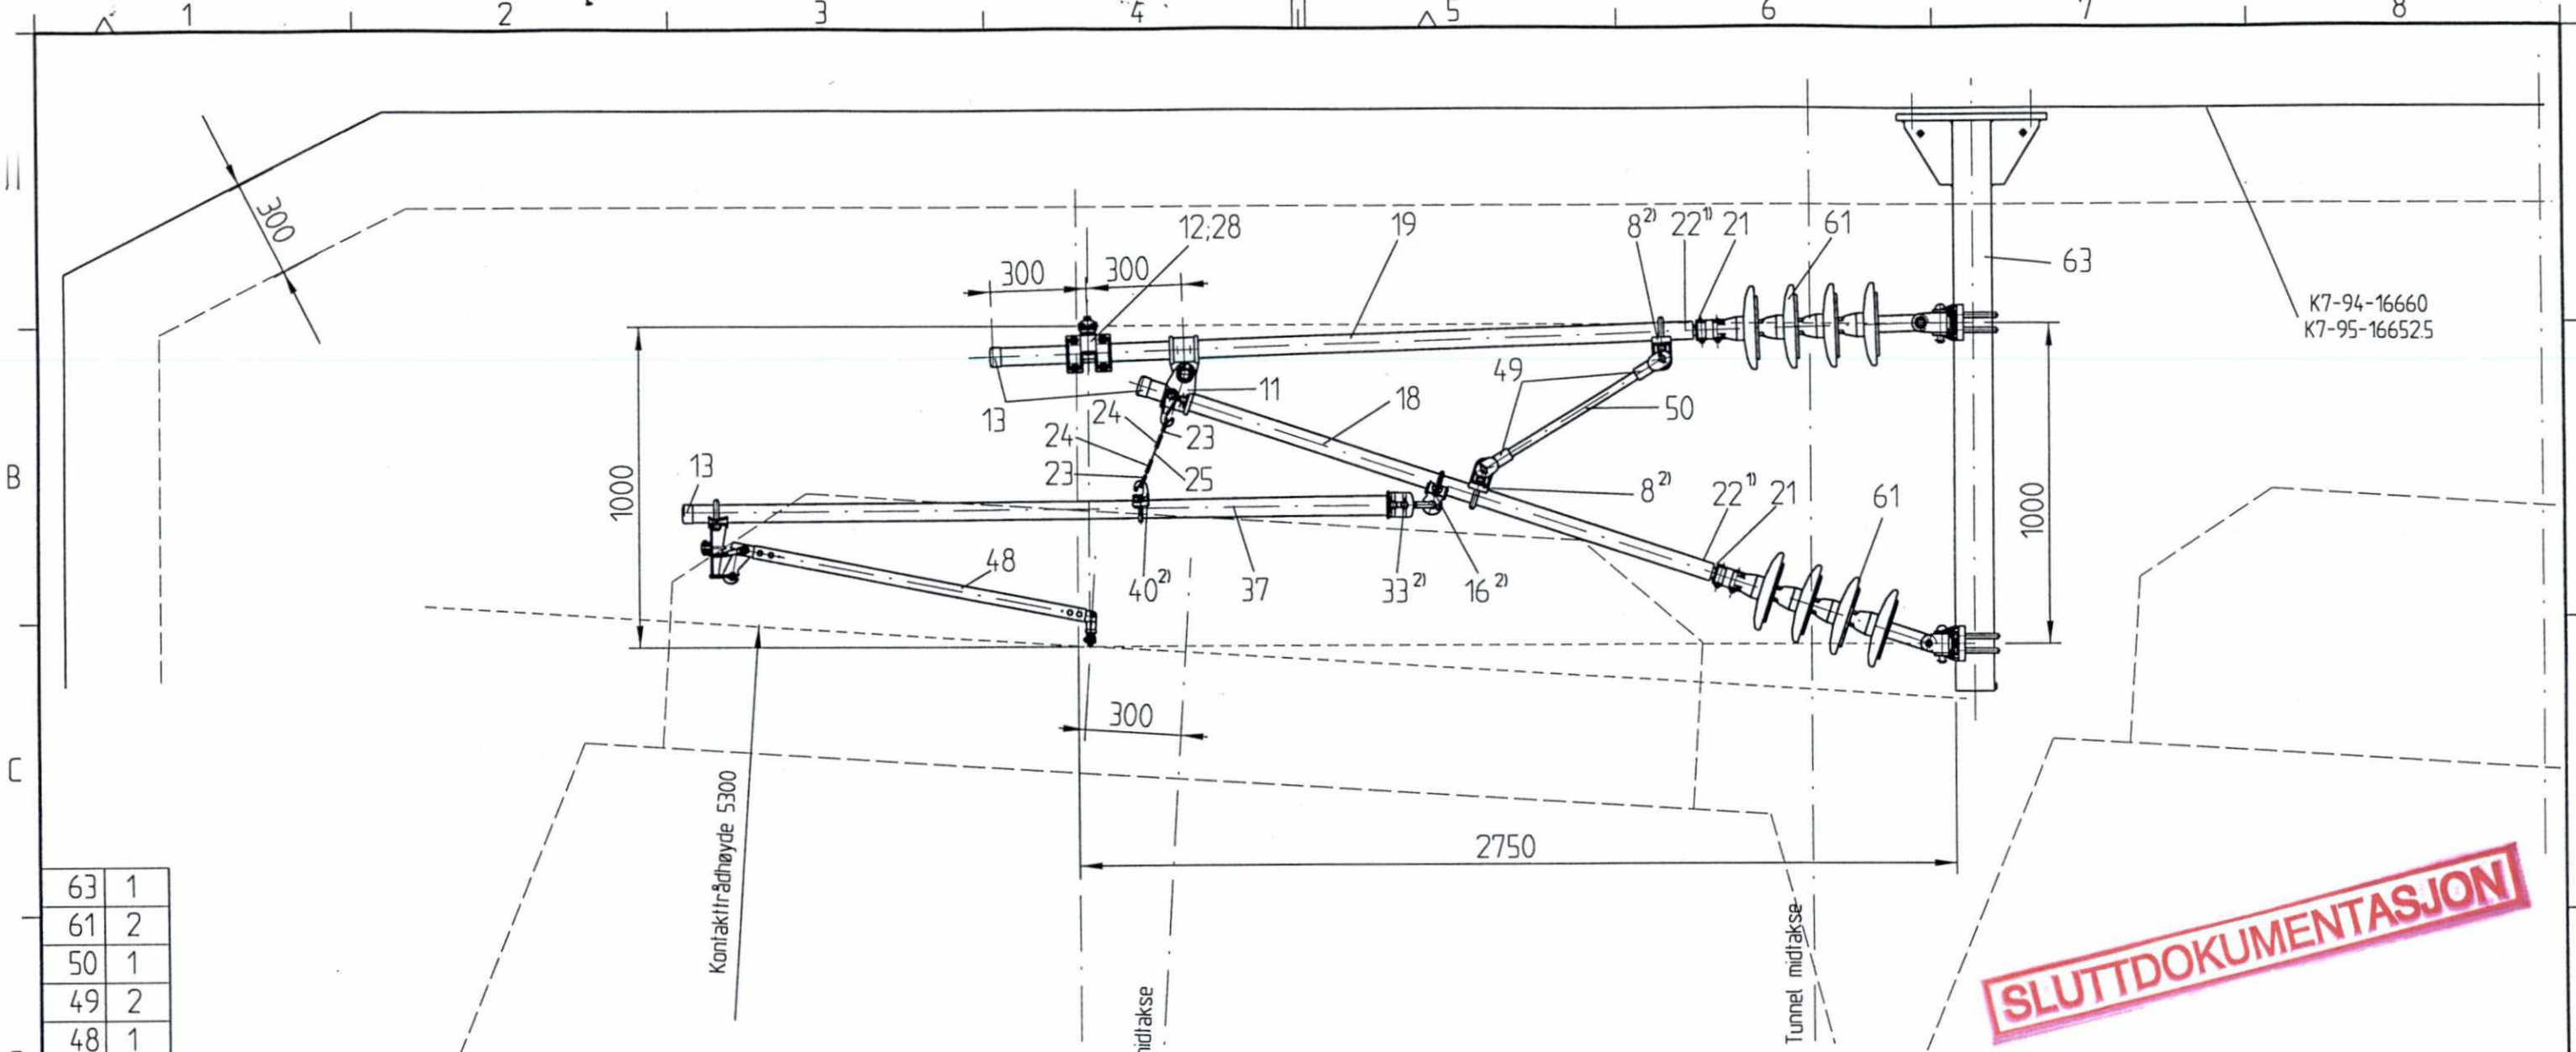 1 2 3 4 5 6 7 8
300
12;28 19 8²⁾ 22¹⁾ 21 61
63
300 300
K7-94-16660
K7-95-166525
49
11 18 50
13 24
24 23
B 13 23 25
1000
8²⁾ 22¹⁾ 21 61
1000
48 40²⁾ 37 33²⁾ 16²⁾
300
C
Kontakttrådhøyde 5300
2750
midtakse
Tunnel midtakse
SLUTTDOKUMENTASJON
63 1
61 2
50 1
49 2
48 1